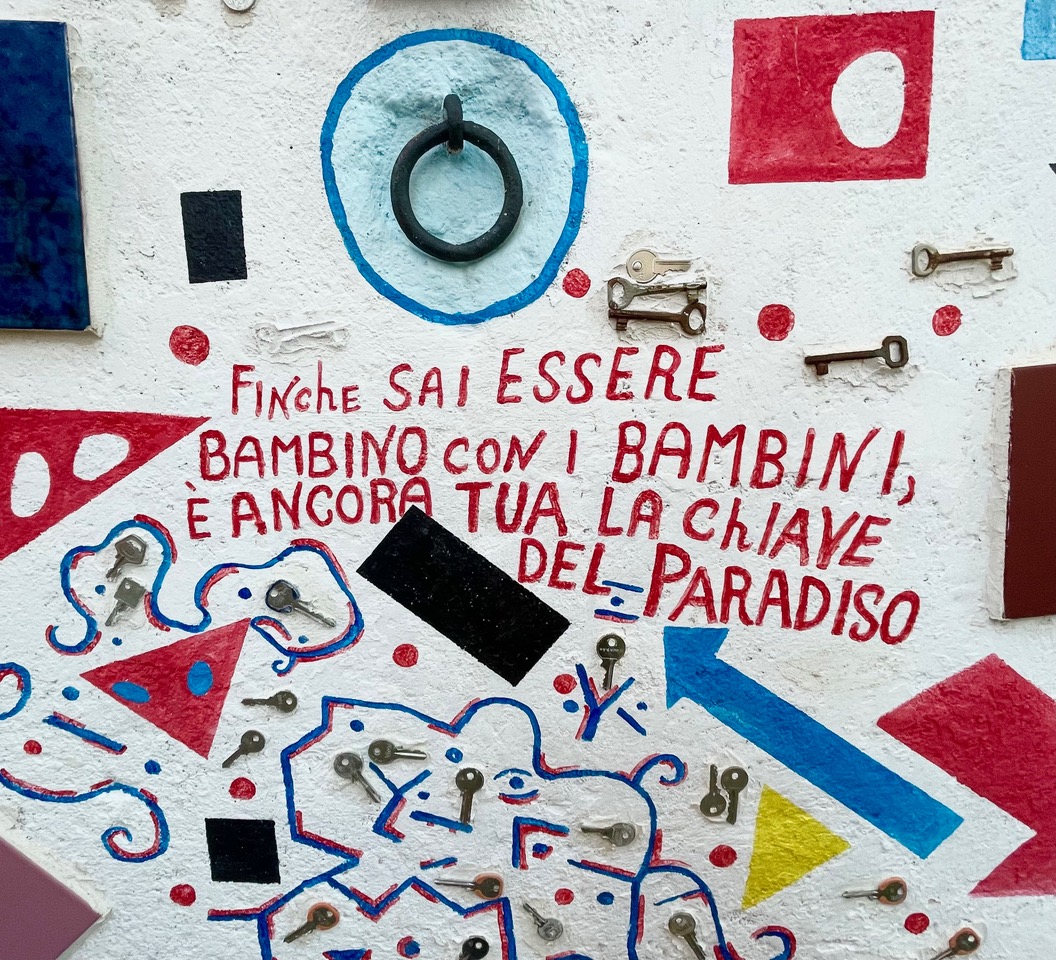 FINChe SAI ESSERE
BAMBINO CON I BAMBINI,
È ANCORA TUA LA ChIAVE
DEL PARADISO